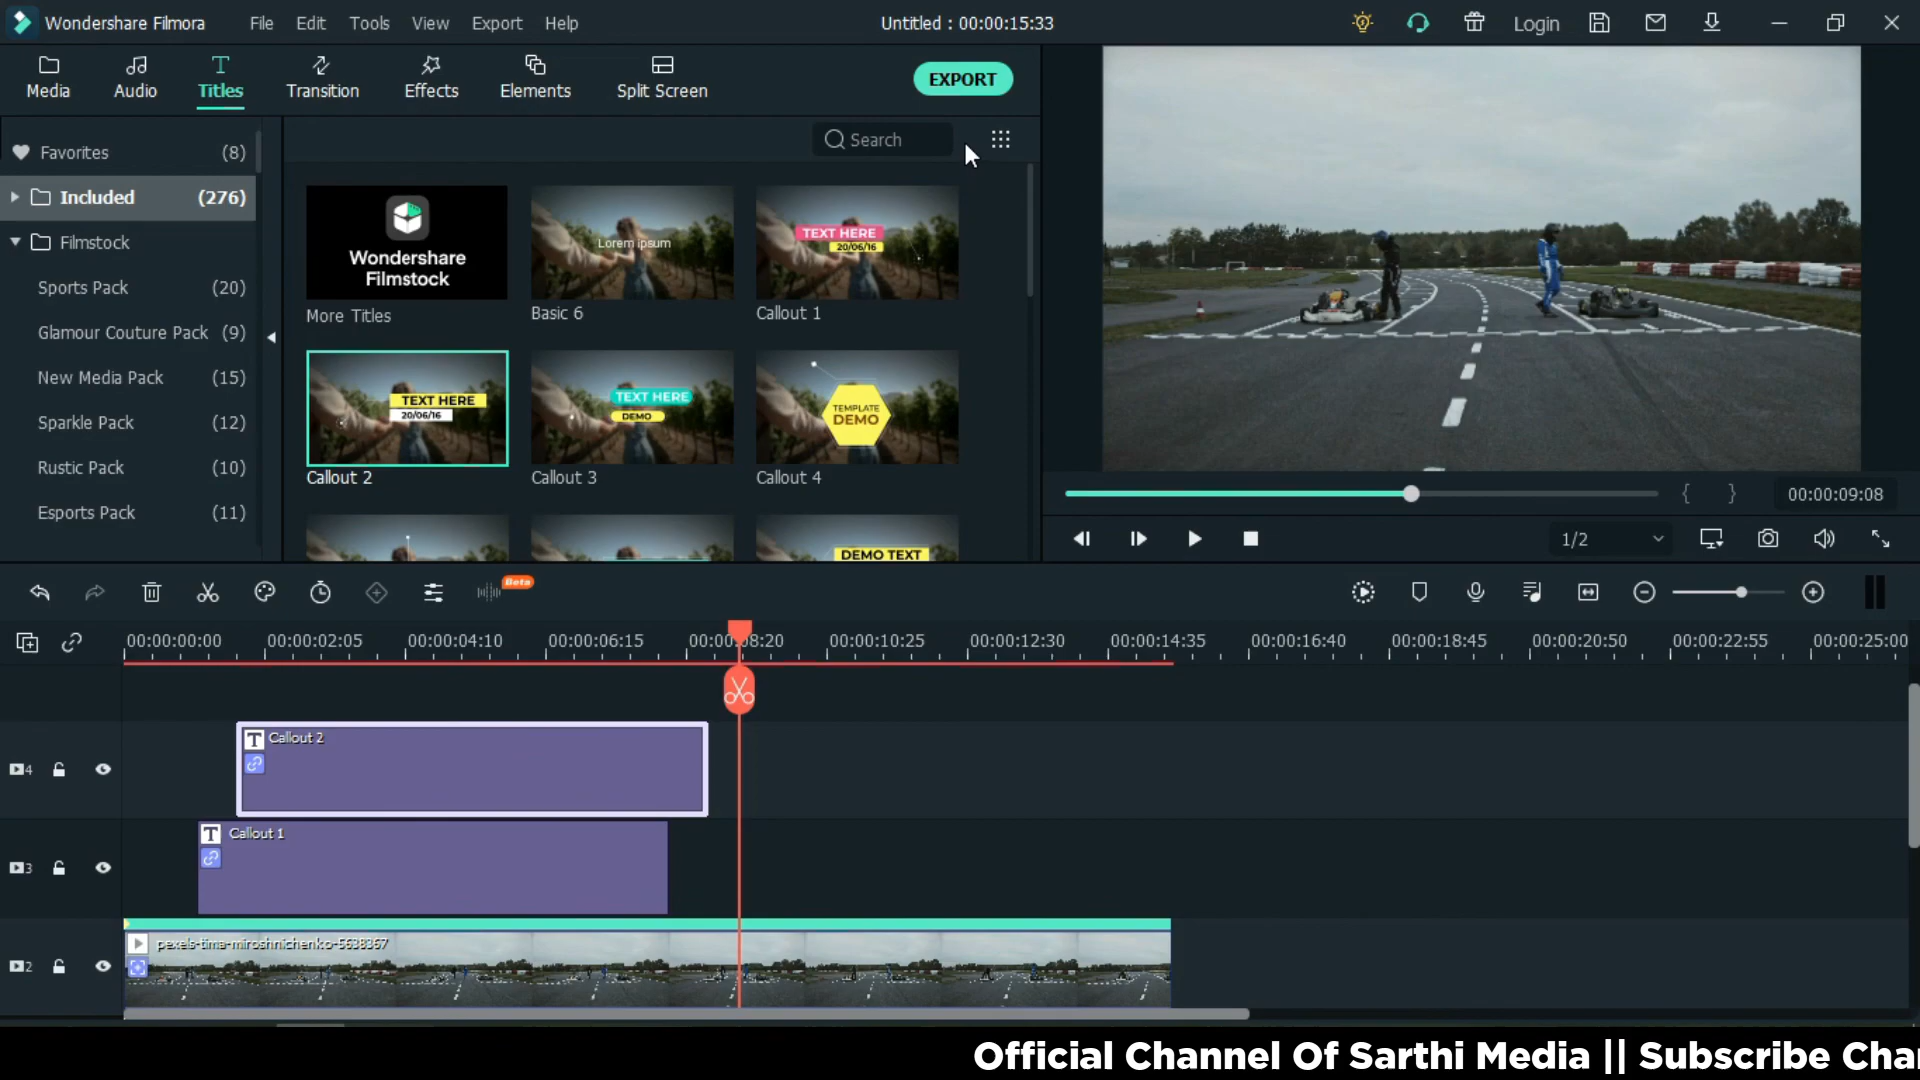 Wondershare Filmora
File
Edit
Tools
View
Export
Help
Untitled : 00:00:15:33
Login
Media
Audio
Titles
Transition
Effects
Elements
Split Screen
EXPORT
Favorites (8)
Included (276)
Filmstock
Sports Pack (20)
Glamour Couture Pack (9)
New Media Pack (15)
Sparkle Pack (12)
Rustic Pack (10)
Esports Pack (11)
Search
Wondershare
Filmstock
More Titles
Lorem ipsum
Basic 6
TEXT HERE
20/06/16
Callout 1
TEXT HERE
20/06/16
Callout 2
TEXT HERE
DEMO
Callout 3
TEMPLATE
DEMO
Callout 4
DEMO TEXT
{ }
00:00:09:08
1/2
Beta
00:00:00:00
00:00:02:05
00:00:04:10
00:00:06:15
00:00:08:20
00:00:10:25
00:00:12:30
00:00:14:35
00:00:16:40
00:00:18:45
00:00:20:50
00:00:22:55
00:00:25:00
4
T Callout 2
3
T Callout 1
2
pexels-tima-miroshnichenko-5638367
Official Channel Of Sarthi Media || Subscribe Cha